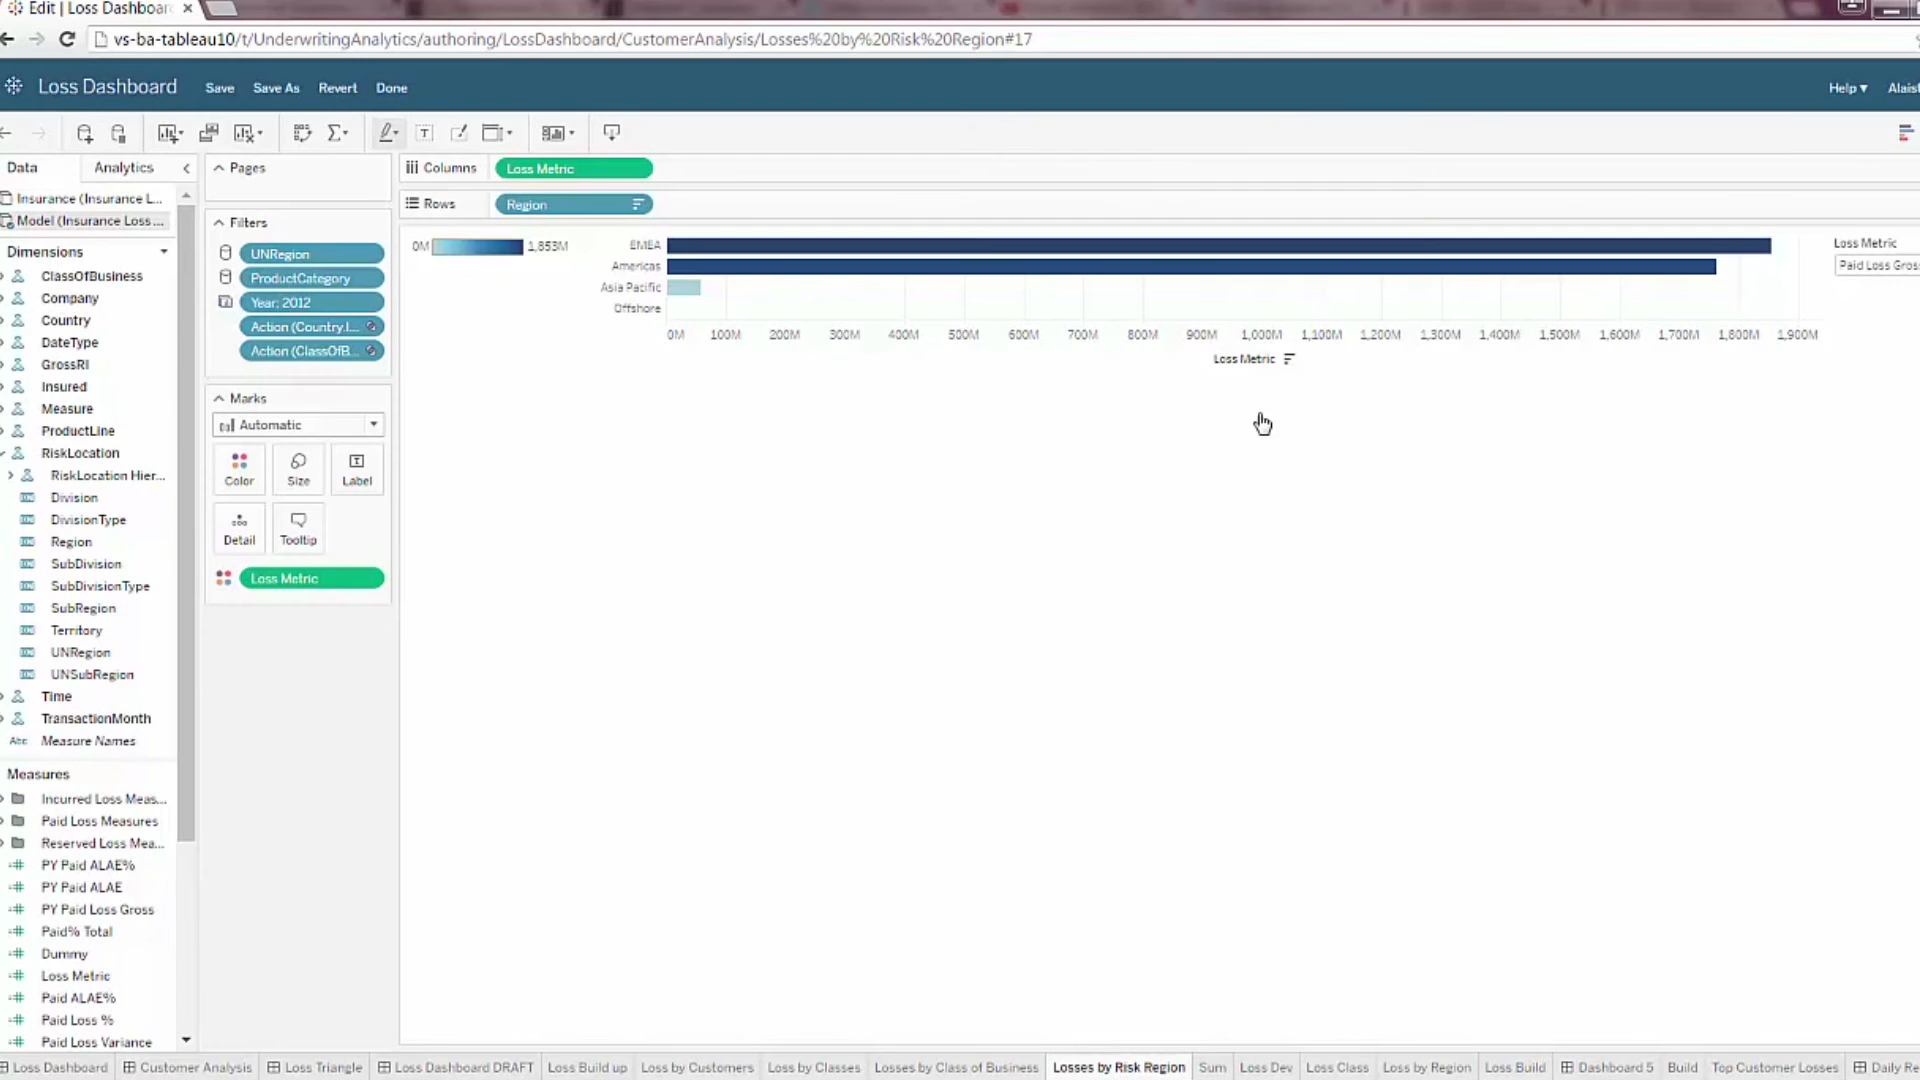 Edit | Loss Dashboar
vs-ba-tableau10/t/UnderwritingAnalytics/authoring/LossDashboard/CustomerAnalysis/Losses%20by%20Risk%20Region#17
Loss Dashboard Save Save As Revert Done Help Alaist
Data Analytics
Insurance (Insurance L...
Model (Insurance Loss ...
Dimensions
ClassOfBusiness
Company
Country
DateType
GrossRI
Insured
Measure
ProductLine
RiskLocation
RiskLocation Hier...
Division
DivisionType
Region
SubDivision
SubDivisionType
SubRegion
Territory
UNRegion
UNSubRegion
Time
TransactionMonth
Abc Measure Names
Measures
Incurred Loss Meas...
Paid Loss Measures
Reserved Loss Mea...
PY Paid ALAE%
PY Paid ALAE
PY Paid Loss Gross
Paid% Total
Dummy
Loss Metric
Paid ALAE%
Paid Loss %
Paid Loss Variance
Pages
Filters
UNRegion
ProductCategory
Year: 2012
Action (Country.I...
Action (ClassOfB...
Marks
Automatic
Color Size Label
Detail Tooltip
Loss Metric
Columns Loss Metric
Rows Region
0M 1,853M
EMEA
Americas
Asia Pacific
Offshore
0M 100M 200M 300M 400M 500M 600M 700M 800M 900M 1,000M 1,100M 1,200M 1,300M 1,400M 1,500M 1,600M 1,700M 1,800M 1,900M
Loss Metric
Loss Metric
Paid Loss Gros
Loss Dashboard Customer Analysis Loss Triangle Loss Dashboard DRAFT Loss Build up Loss by Customers Loss by Classes Losses by Class of Business Losses by Risk Region Sum Loss Dev Loss Class Loss by Region Loss Build Dashboard 5 Build Top Customer Losses Daily Re